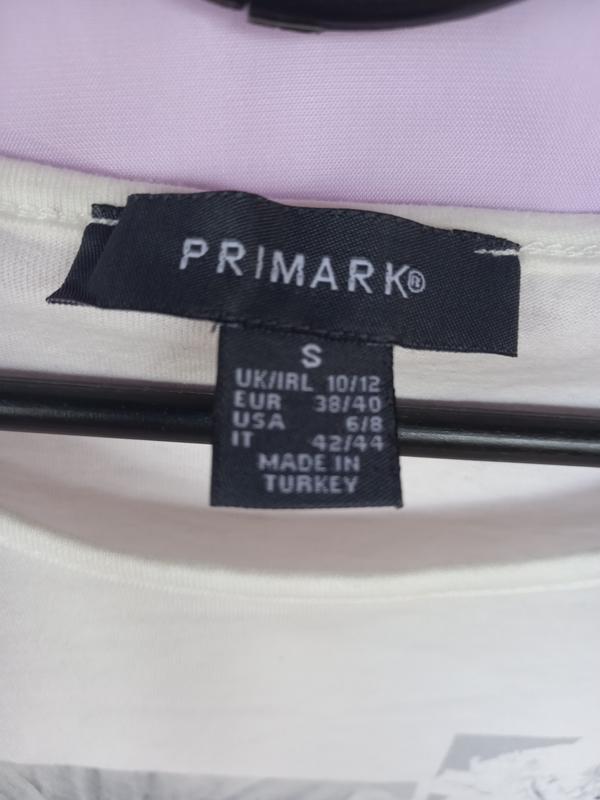 PRIMARK®
S
UK/IRL 10/12
EUR 38/40
USA 6/8
IT 42/44
MADE IN
TURKEY